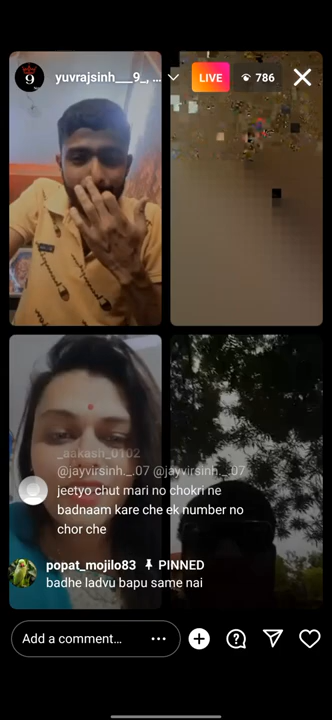 yuvrajsinh___9_, ...
LIVE
786
_aakash_0102
@jayvirsinh._.07 @jayvirsinh._.07
jeetyo chut mari no chokri ne
badnaam kare che ek number no
chor che
popat_mojilo83 PINNED
badhe ladvu bapu same nai
Add a comment...